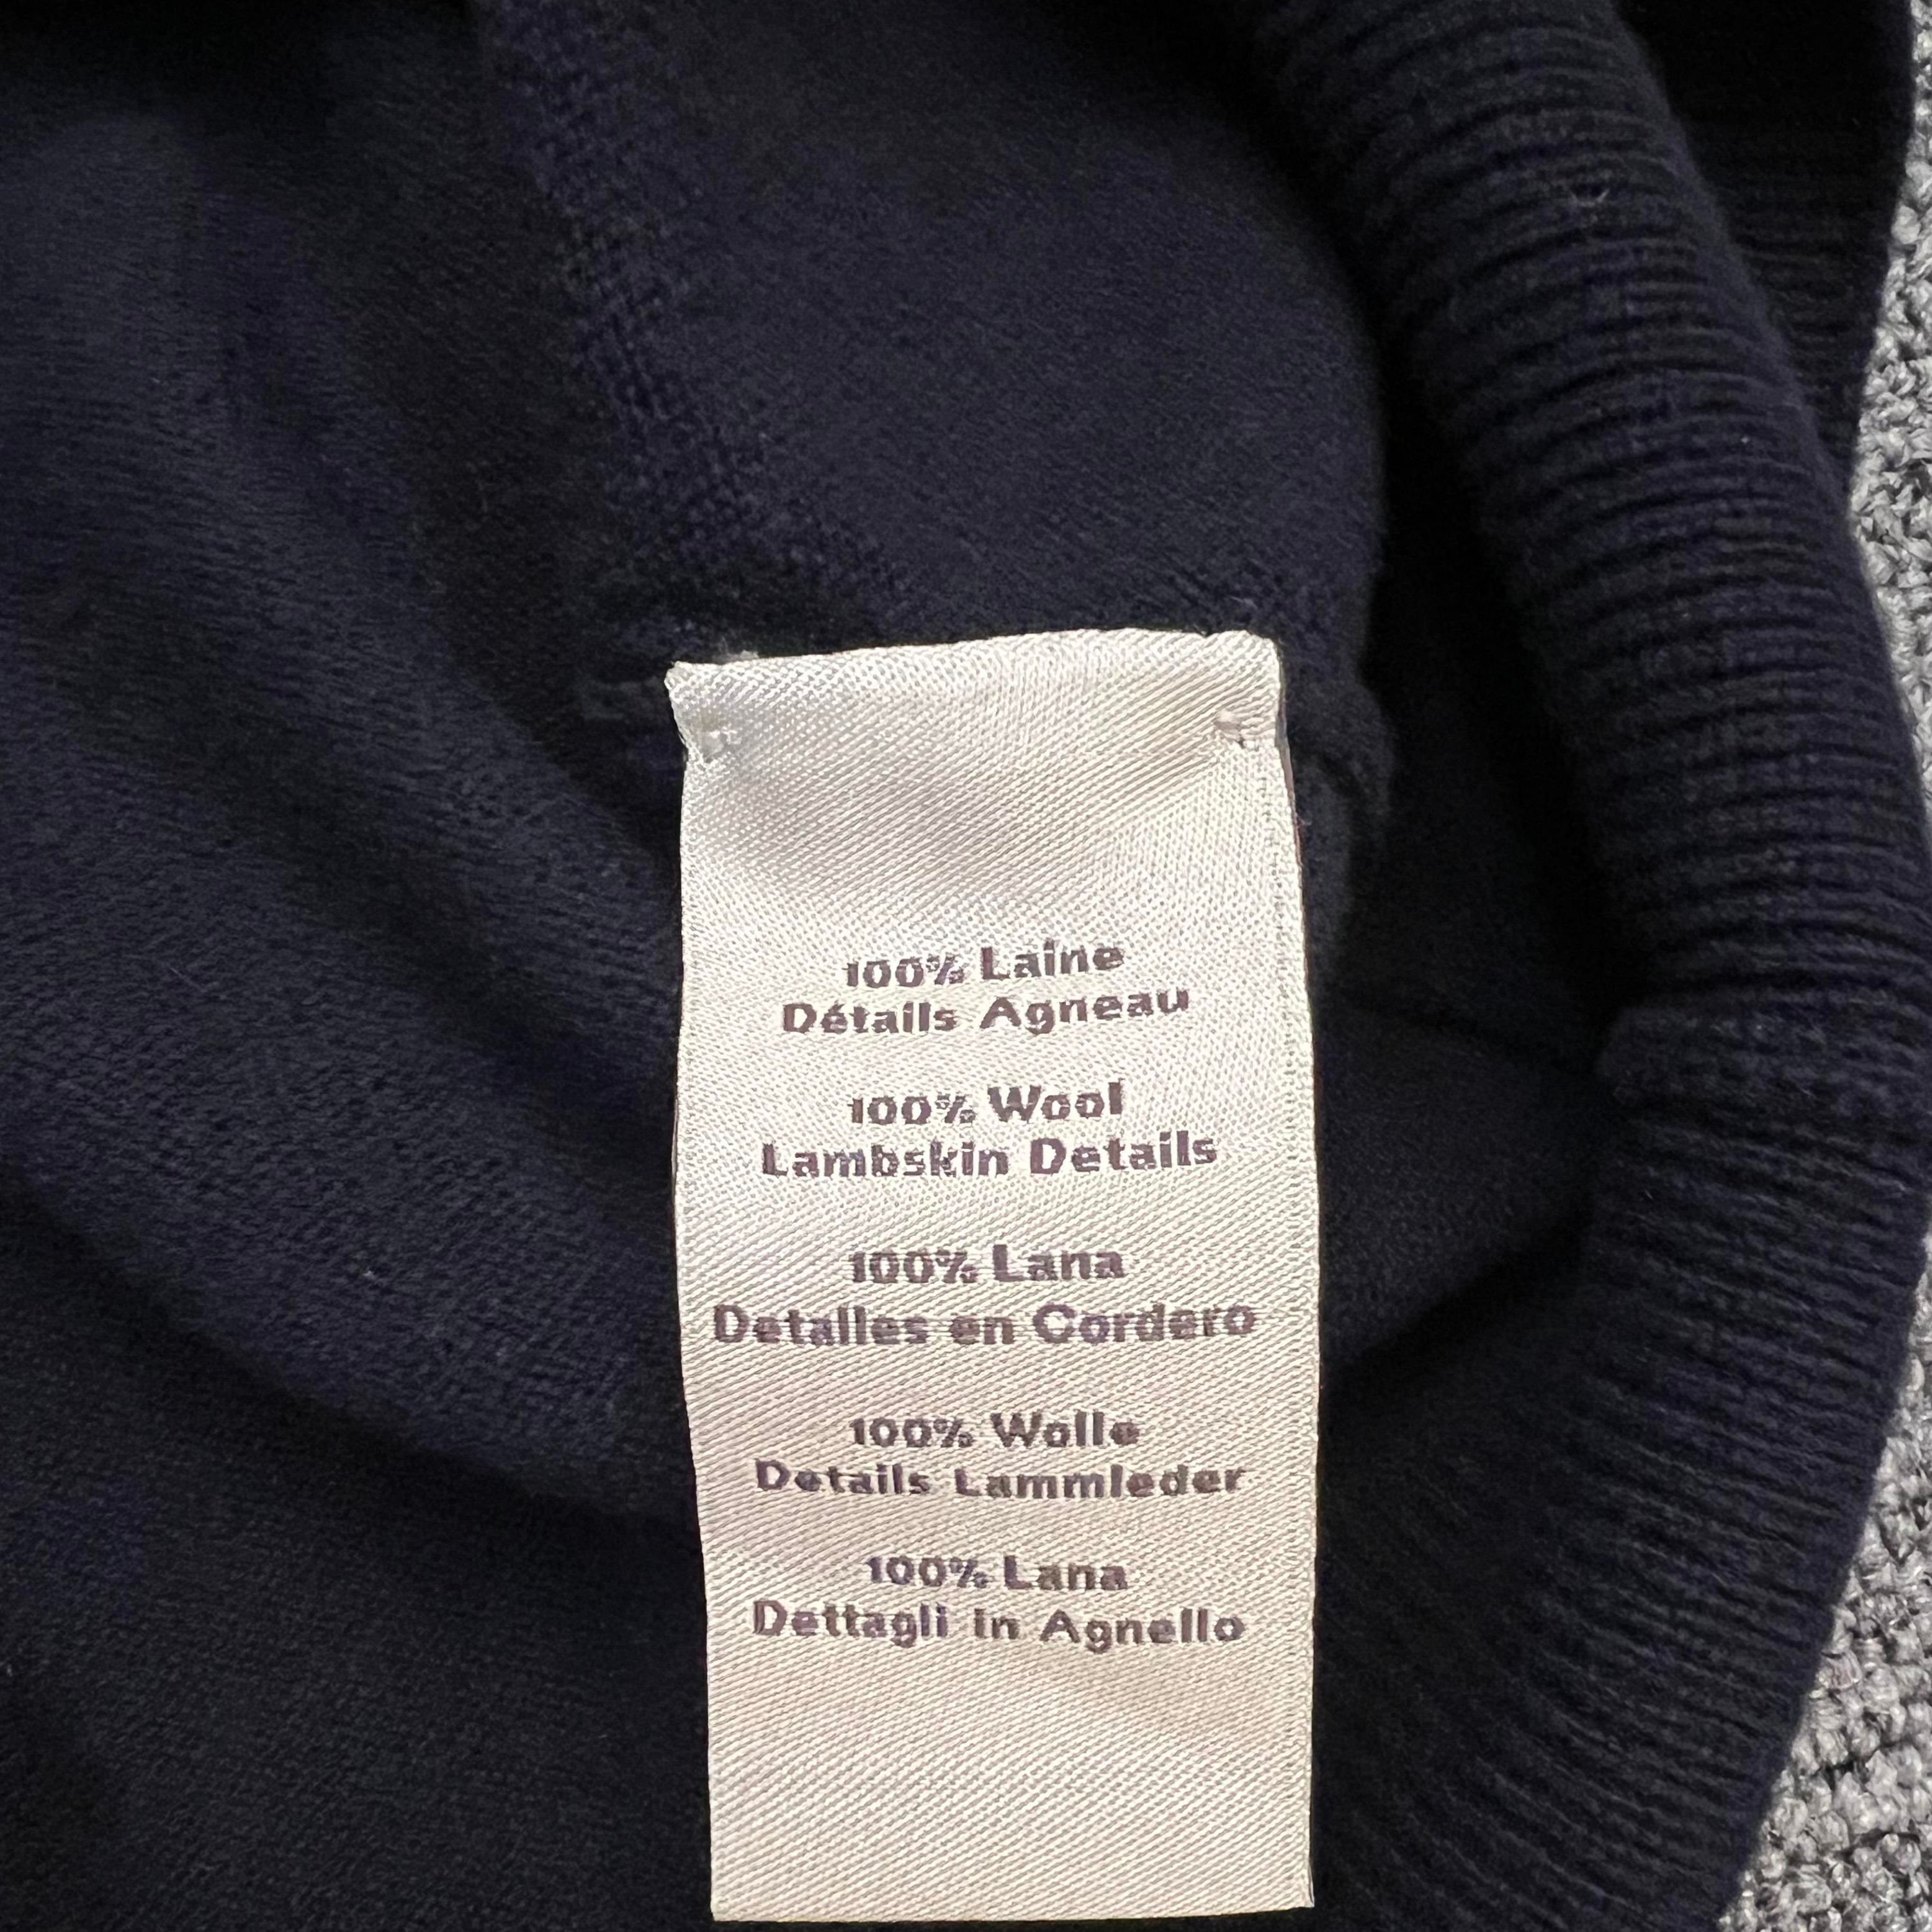 100% Laine
Détails Agneau
100% Wool
Lambskin Details
100% Lana
Detalles en Cordero
100% Wolle
Details Lammleder
100% Lana
Dettagli in Agnello